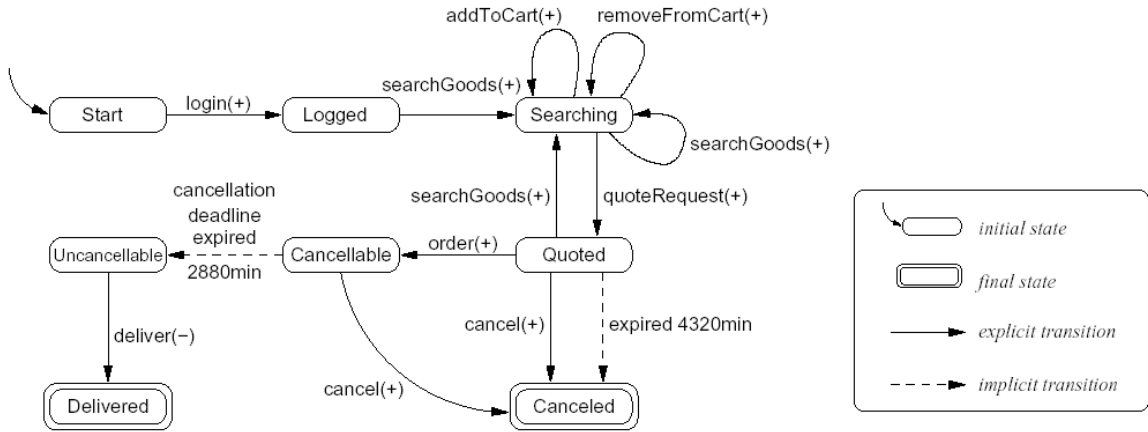 addToCart(+)
removeFromCart(+)
searchGoods(+)
login(+)
Start
Logged
Searching
searchGoods(+)
cancellation
deadline
expired
2880min
searchGoods(+)
quoteRequest(+)
order(+)
Uncancellable
Cancellable
Quoted
deliver(−)
cancel(+)
expired 4320min
cancel(+)
Delivered
Canceled
initial state
final state
explicit transition
implicit transition